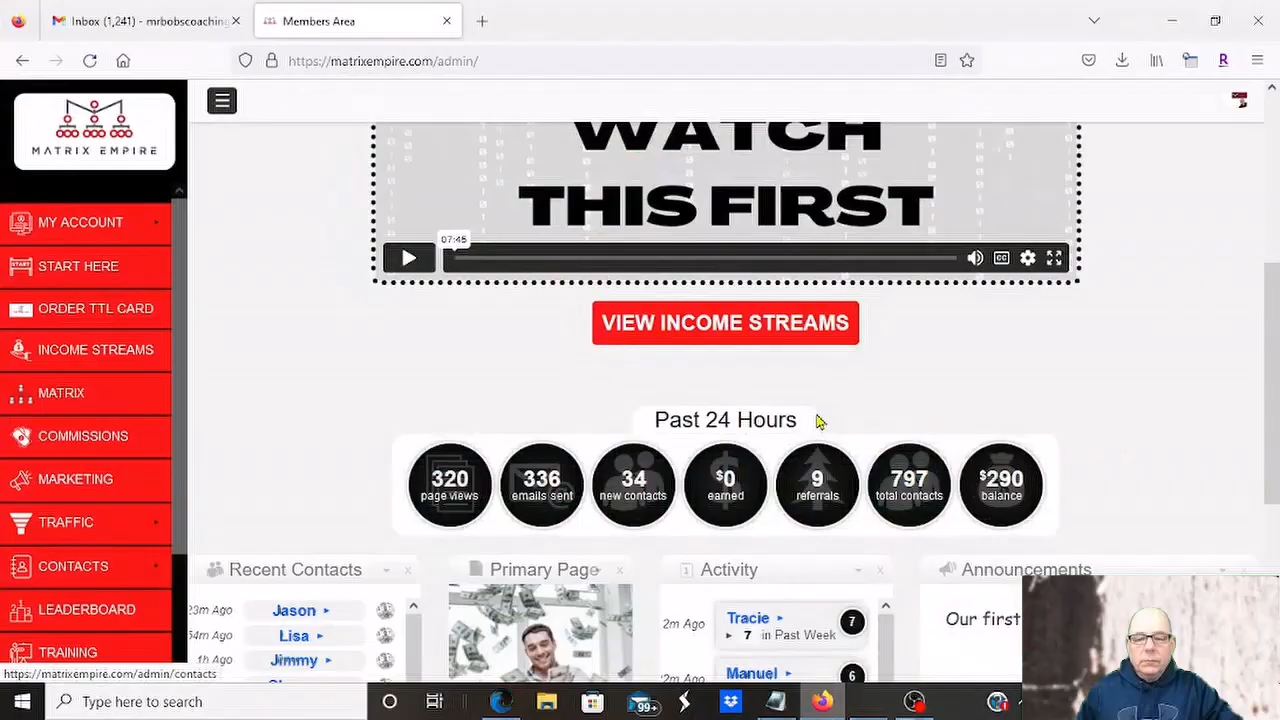 Inbox (1,241) - mrbobscoaching
Members Area
https://matrixempire.com/admin/
MATRIX EMPIRE
MY ACCOUNT
START HERE
ORDER TTL CARD
INCOME STREAMS
MATRIX
COMMISSIONS
MARKETING
TRAFFIC
CONTACTS
LEADERBOARD
TRAINING
WATCH
THIS FIRST
07:45
CC
VIEW INCOME STREAMS
Past 24 Hours
320
page views
336
emails sent
34
new contacts
$0
earned
9
referrals
797
total contacts
$290
balance
Recent Contacts
23m Ago Jason
54m Ago Lisa
1h Ago Jimmy
Primary Page
Activity
2m Ago Tracie 7
7 in Past Week
Manuel 6
Announcements
Our first
https://matrixempire.com/admin/contacts
Type here to search
99+